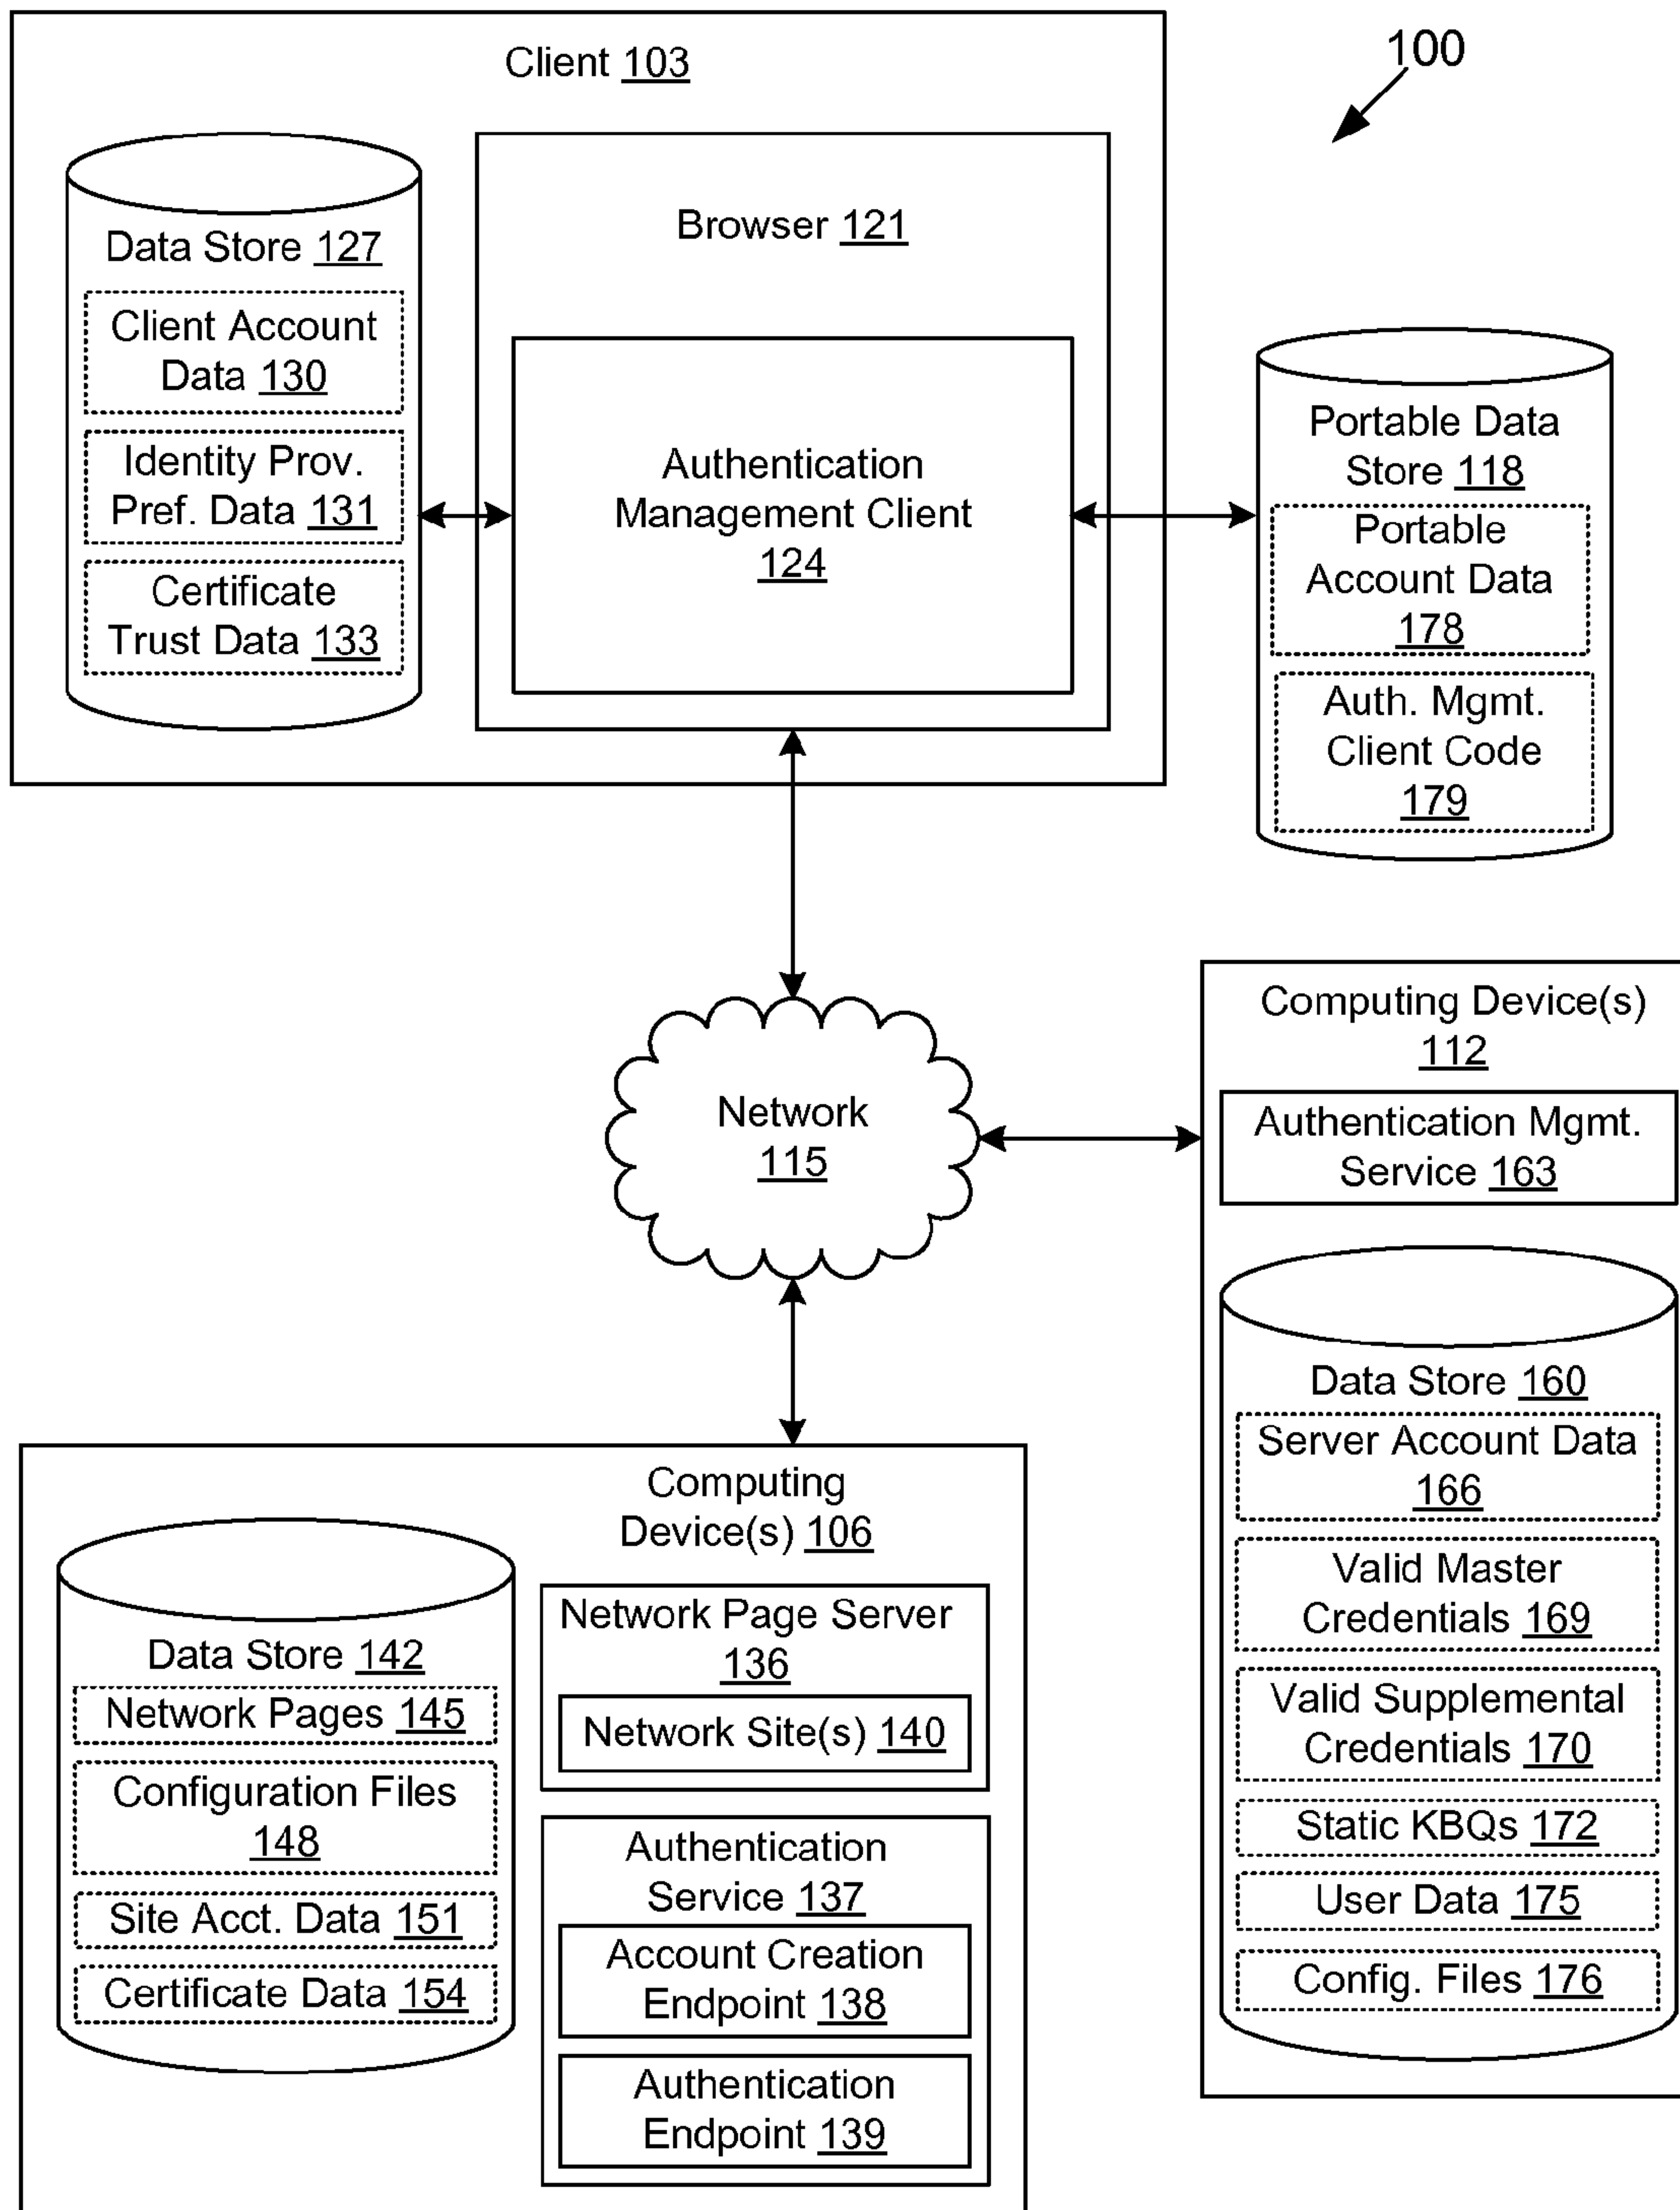 100
Client 103
Data Store 127
Client Account
Data 130
Identity Prov.
Pref. Data 131
Certificate
Trust Data 133
Browser 121
Authentication
Management Client
124
Portable Data
Store 118
Portable
Account Data
178
Auth. Mgmt.
Client Code
179
Network
115
Computing Device(s)
112
Authentication Mgmt.
Service 163
Data Store 160
Server Account Data
166
Valid Master
Credentials 169
Valid Supplemental
Credentials 170
Static KBQs 172
User Data 175
Config. Files 176
Computing
Device(s) 106
Data Store 142
Network Pages 145
Configuration Files
148
Site Acct. Data 151
Certificate Data 154
Network Page Server
136
Network Site(s) 140
Authentication
Service 137
Account Creation
Endpoint 138
Authentication
Endpoint 139